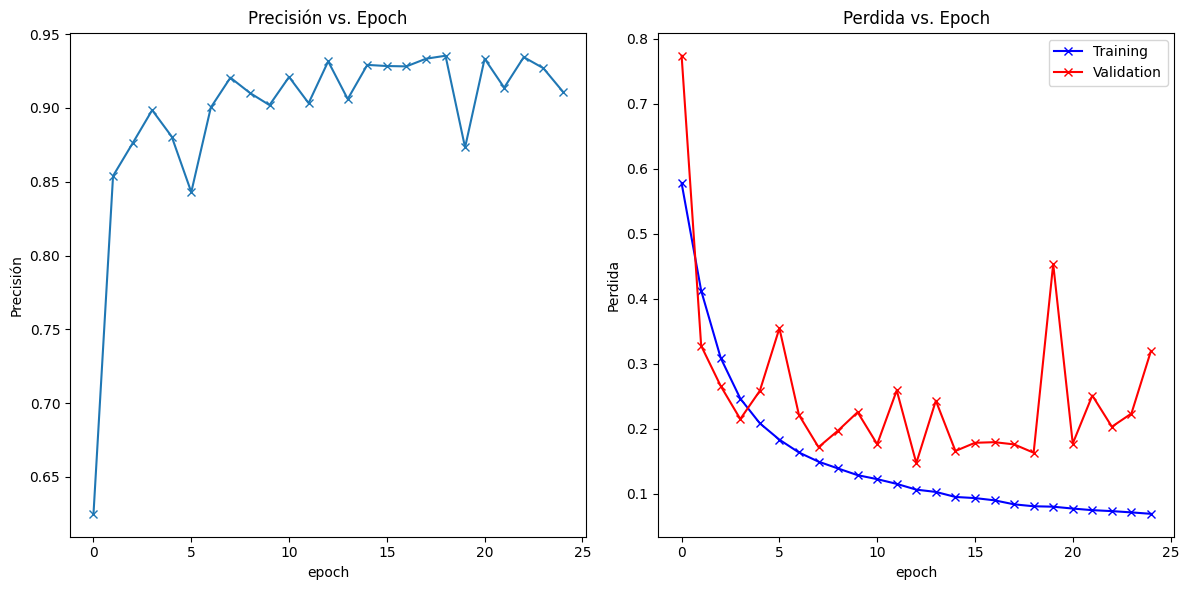 Precisión vs. Epoch
Precisión
0.95
0.90
0.85
0.80
0.75
0.70
0.65
0 5 10 15 20 25
epoch
Perdida vs. Epoch
Training
Validation
Perdida
0.8
0.7
0.6
0.5
0.4
0.3
0.2
0.1
0 5 10 15 20 25
epoch